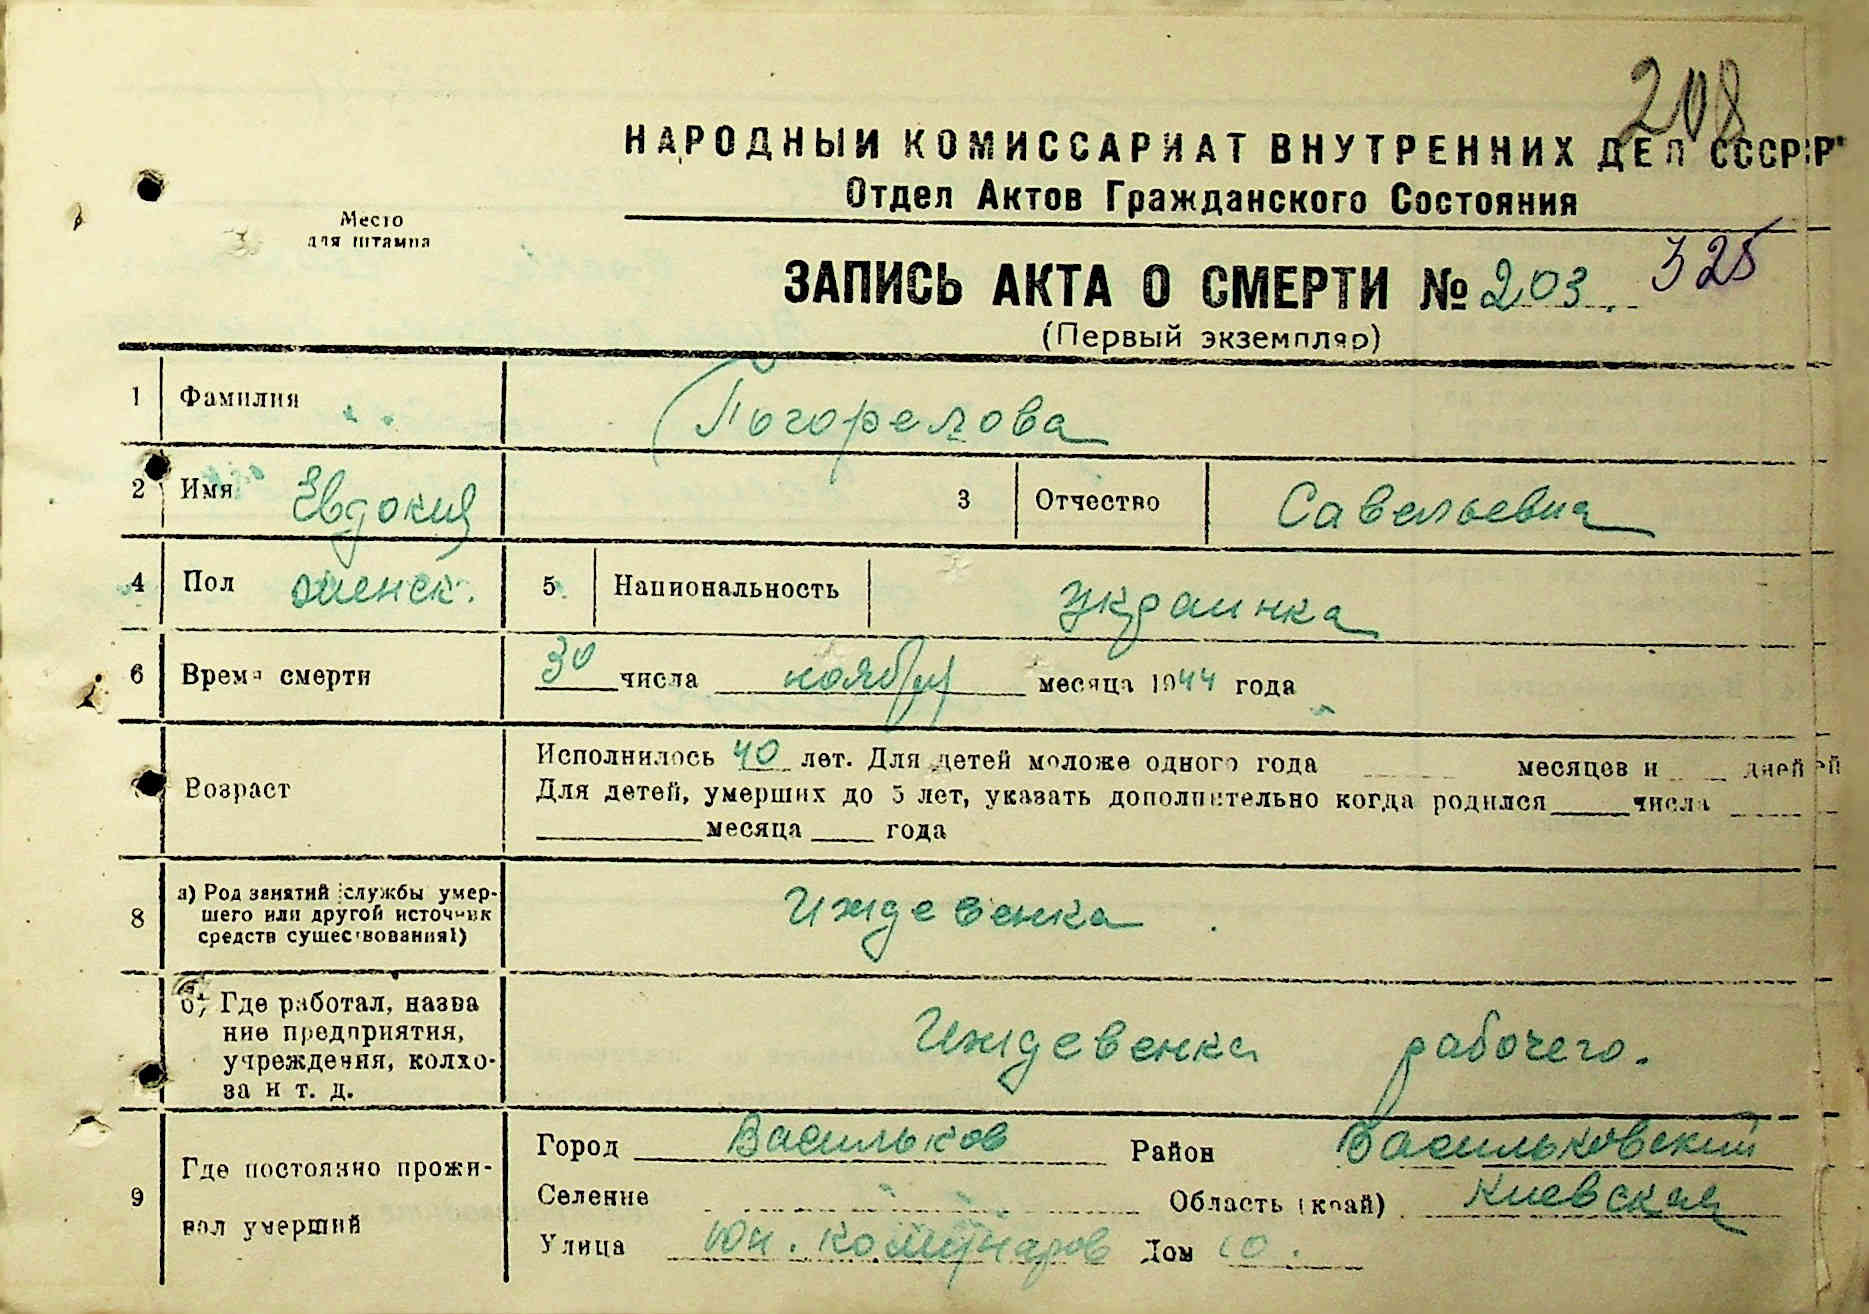 208
НАРОДНЫЙ КОМИССАРИАТ ВНУТРЕННИХ ДЕЛ СССР
Отдел Актов Гражданского Состояния
Место
для штампа
ЗАПИСЬ АКТА О СМЕРТИ № 203. 325
(Первый экземпляр)
1 Фамилия Погорелова
2 Имя Евдокия 3 Отчество Савельевна
4 Пол женск. 5 Национальность украинка
6 Время смерти 30 числа ноября месяца 1944 года
Возраст
Исполнилось 40 лет. Для детей моложе одного года месяцев и дней
Для детей, умерших до 5 лет, указать дополнительно когда родился числа
месяца года
8 а) Род занятий службы умер-
шего или другой источник
средств существования1)
Иждевенка
б) Где работал, назва
ние предприятия,
учреждения, колхо-
за и т. д.
Иждевенка рабочего.
9 Где постоянно прожи-
вал умерший
Город Васильков Район Васильковский
Селение Область (край) Киевская
Улица Юн. комунаров Дом 10.